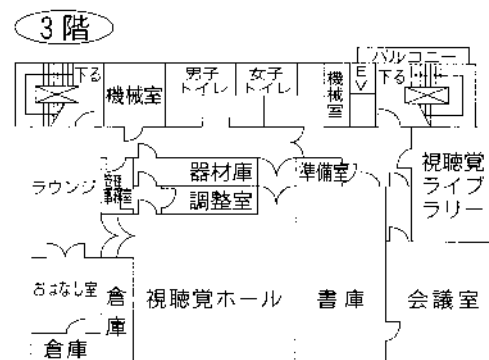 3階
バルコニー
下る
機械室
男子
トイレ
女子
トイレ
機械室
EV
下る
ラウンジ
器材庫
調整室
準備室
視聴覚
ライブ
ラリー
おはなし室
倉庫
視聴覚ホール
書庫
会議室
倉庫